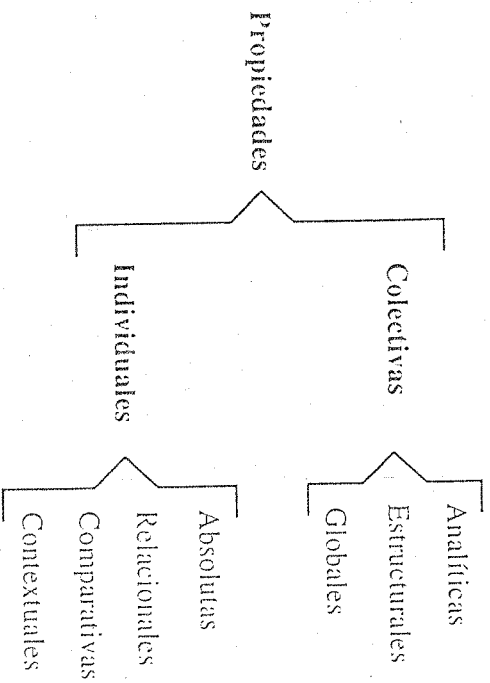 Propiedades
Colectivas
Analíticas
Estructurales
Globales
Individuales
Absolutas
Relacionales
Comparativas
Contextuales